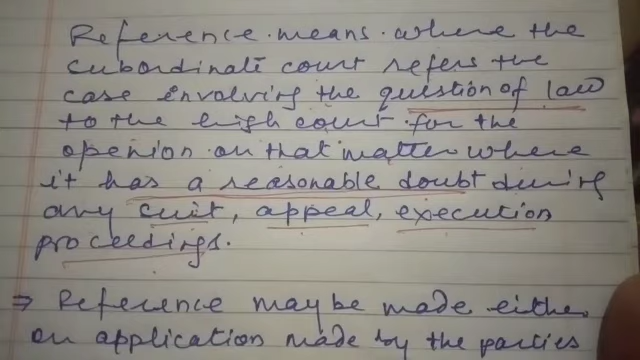 Reference means where the
subordinate court refers the
case involving the question of law
to the high court for the
openion on that matter where
it has a reasonable doubt during
any suit, appeal, execution
proceedings.
⇒ Reference may be made either
on application made by the parties